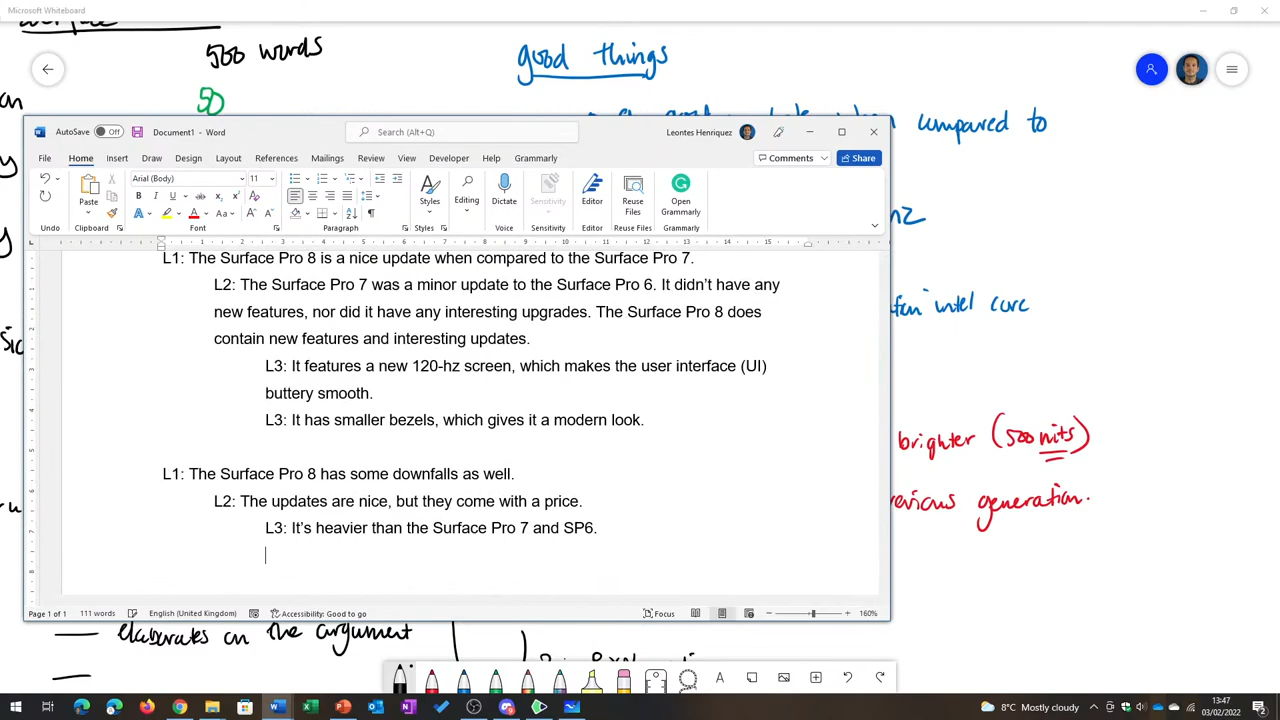 Microsoft Whiteboard
surface
500 words
good things
50
compared to
AutoSave Off Document1 - Word
Search (Alt+Q)
Leontes Henriquez
File Home Insert Draw Design Layout References Mailings Review View Developer Help Grammarly
Comments Share
Arial (Body) 11
Paste Styles Editing Dictate Sensitivity Editor Reuse Files Open Grammarly
Undo Clipboard Font Paragraph Styles Voice Sensitivity Editor Reuse Files Grammarly
L1: The Surface Pro 8 is a nice update when compared to the Surface Pro 7.
L2: The Surface Pro 7 was a minor update to the Surface Pro 6. It didn’t have any
new features, nor did it have any interesting upgrades. The Surface Pro 8 does
contain new features and interesting updates.
intel core
L3: It features a new 120-hz screen, which makes the user interface (UI)
buttery smooth.
L3: It has smaller bezels, which gives it a modern look.
brighter (500 nits)
L1: The Surface Pro 8 has some downfalls as well.
L2: The updates are nice, but they come with a price.
generation.
L3: It’s heavier than the Surface Pro 7 and SP6.
Page 1 of 1 111 words English (United Kingdom) Accessibility: Good to go Focus 160%
elaborates on the argument
8°C Mostly cloudy
13:47
03/02/2022